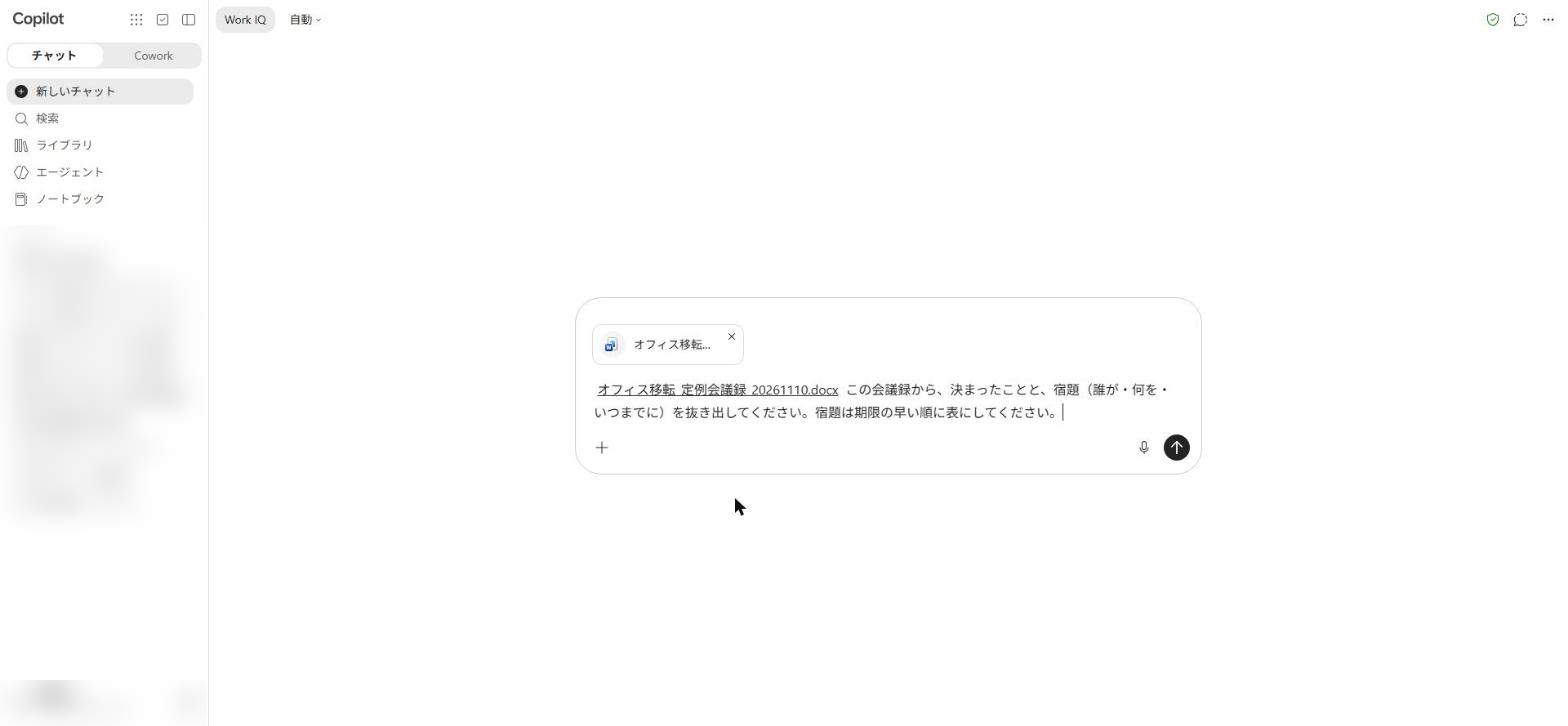 Copilot
Work IQ
自動
チャット
Cowork
新しいチャット
検索
ライブラリ
エージェント
ノートブック
オフィス移転...
オフィス移転_定例会議録_20261110.docx この会議録から、決まったことと、宿題（誰が・何を・
いつまでに）を抜き出してください。宿題は期限の早い順に表にしてください。